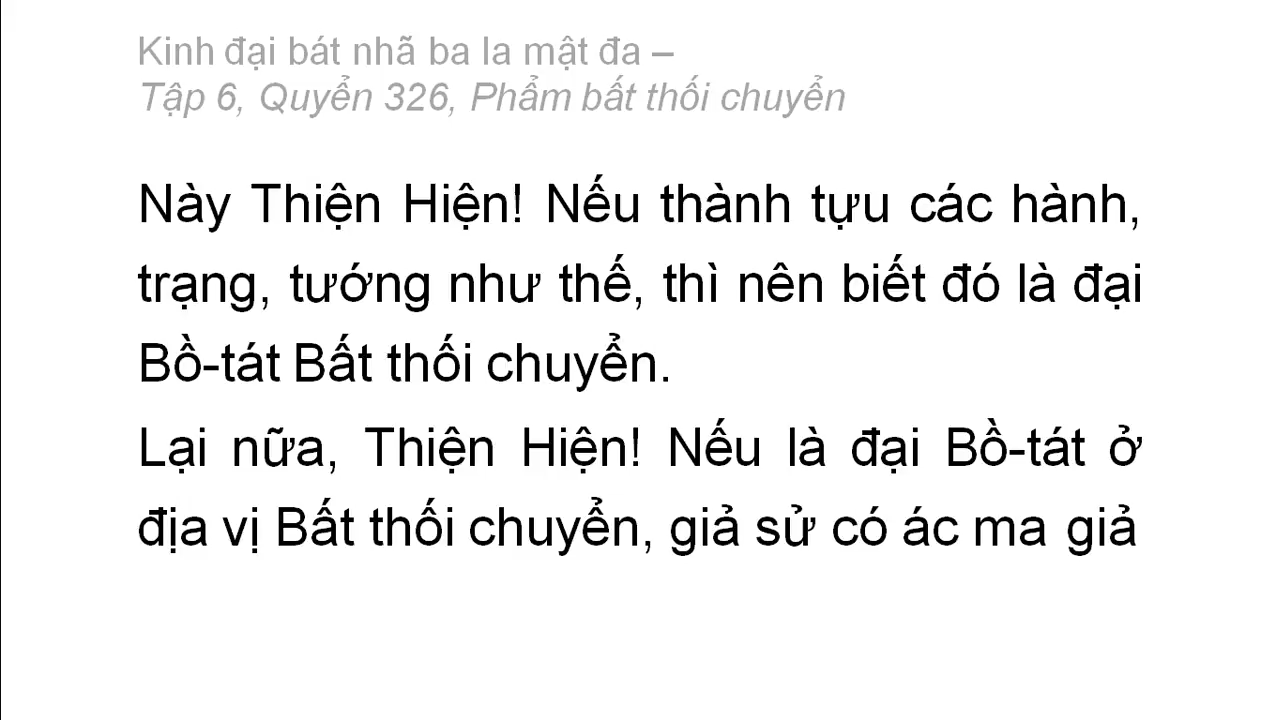 Kinh đại bát nhã ba la mật đa –
Tập 6, Quyển 326, Phẩm bất thối chuyển
Này Thiện Hiện! Nếu thành tựu các hành,
trạng, tướng như thế, thì nên biết đó là đại
Bồ-tát Bất thối chuyển.
Lại nữa, Thiện Hiện! Nếu là đại Bồ-tát ở
địa vị Bất thối chuyển, giả sử có ác ma giả